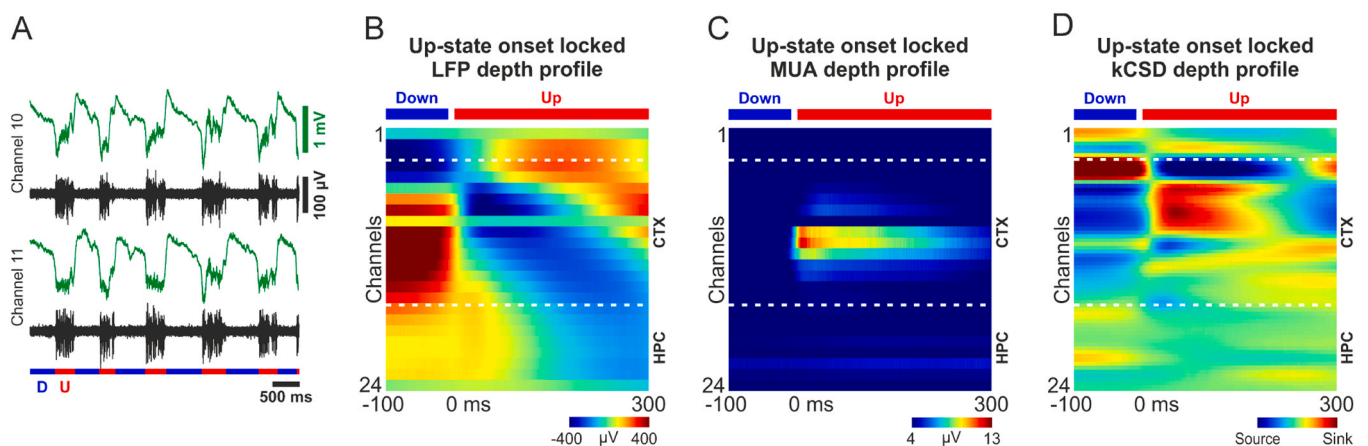 A
Channel 10
1 mV
100 µV
Channel 11
D U
500 ms
B
Up-state onset locked
LFP depth profile
Down Up
1
Channels
CTX
HPC
24
-100 0 ms 300
-400 µV 400
C
Up-state onset locked
MUA depth profile
Down Up
1
Channels
CTX
HPC
24
-100 0 ms 300
4 µV 13
D
Up-state onset locked
kCSD depth profile
Down Up
1
Channels
CTX
HPC
24
-100 0 ms 300
Source Sink